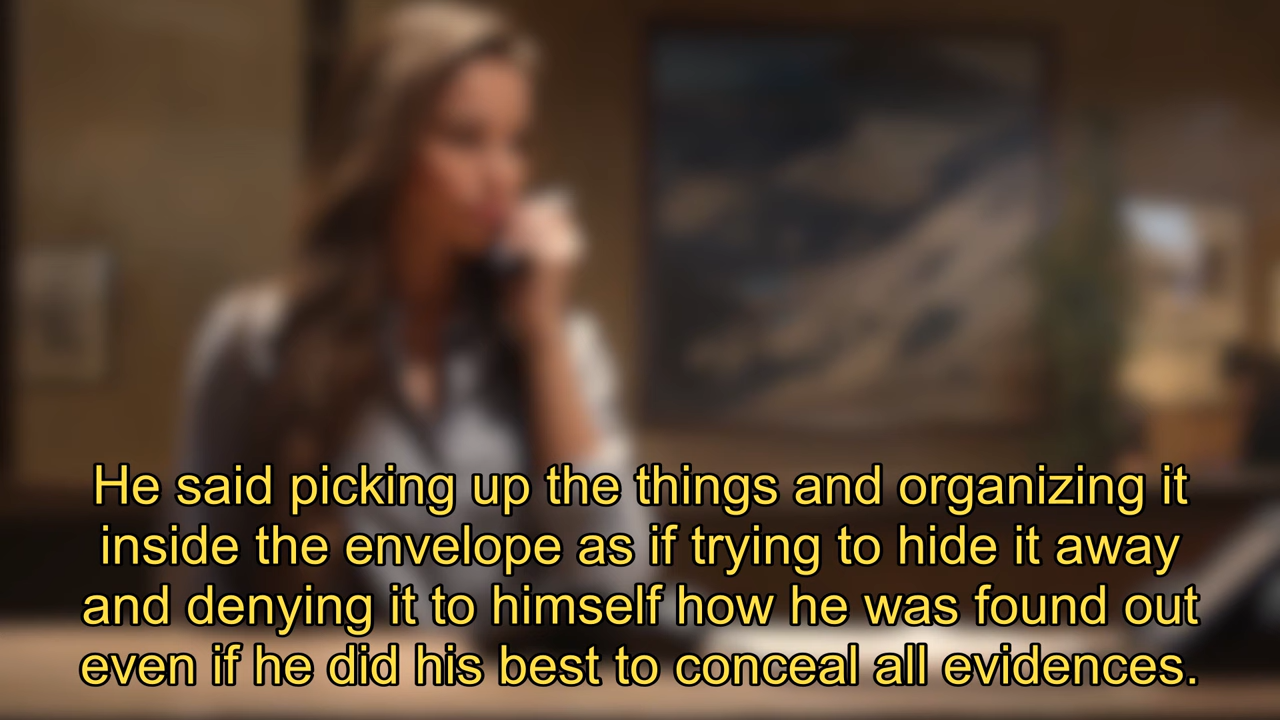 He said picking up the things and organizing it
inside the envelope as if trying to hide it away
and denying it to himself how he was found out
even if he did his best to conceal all evidences.